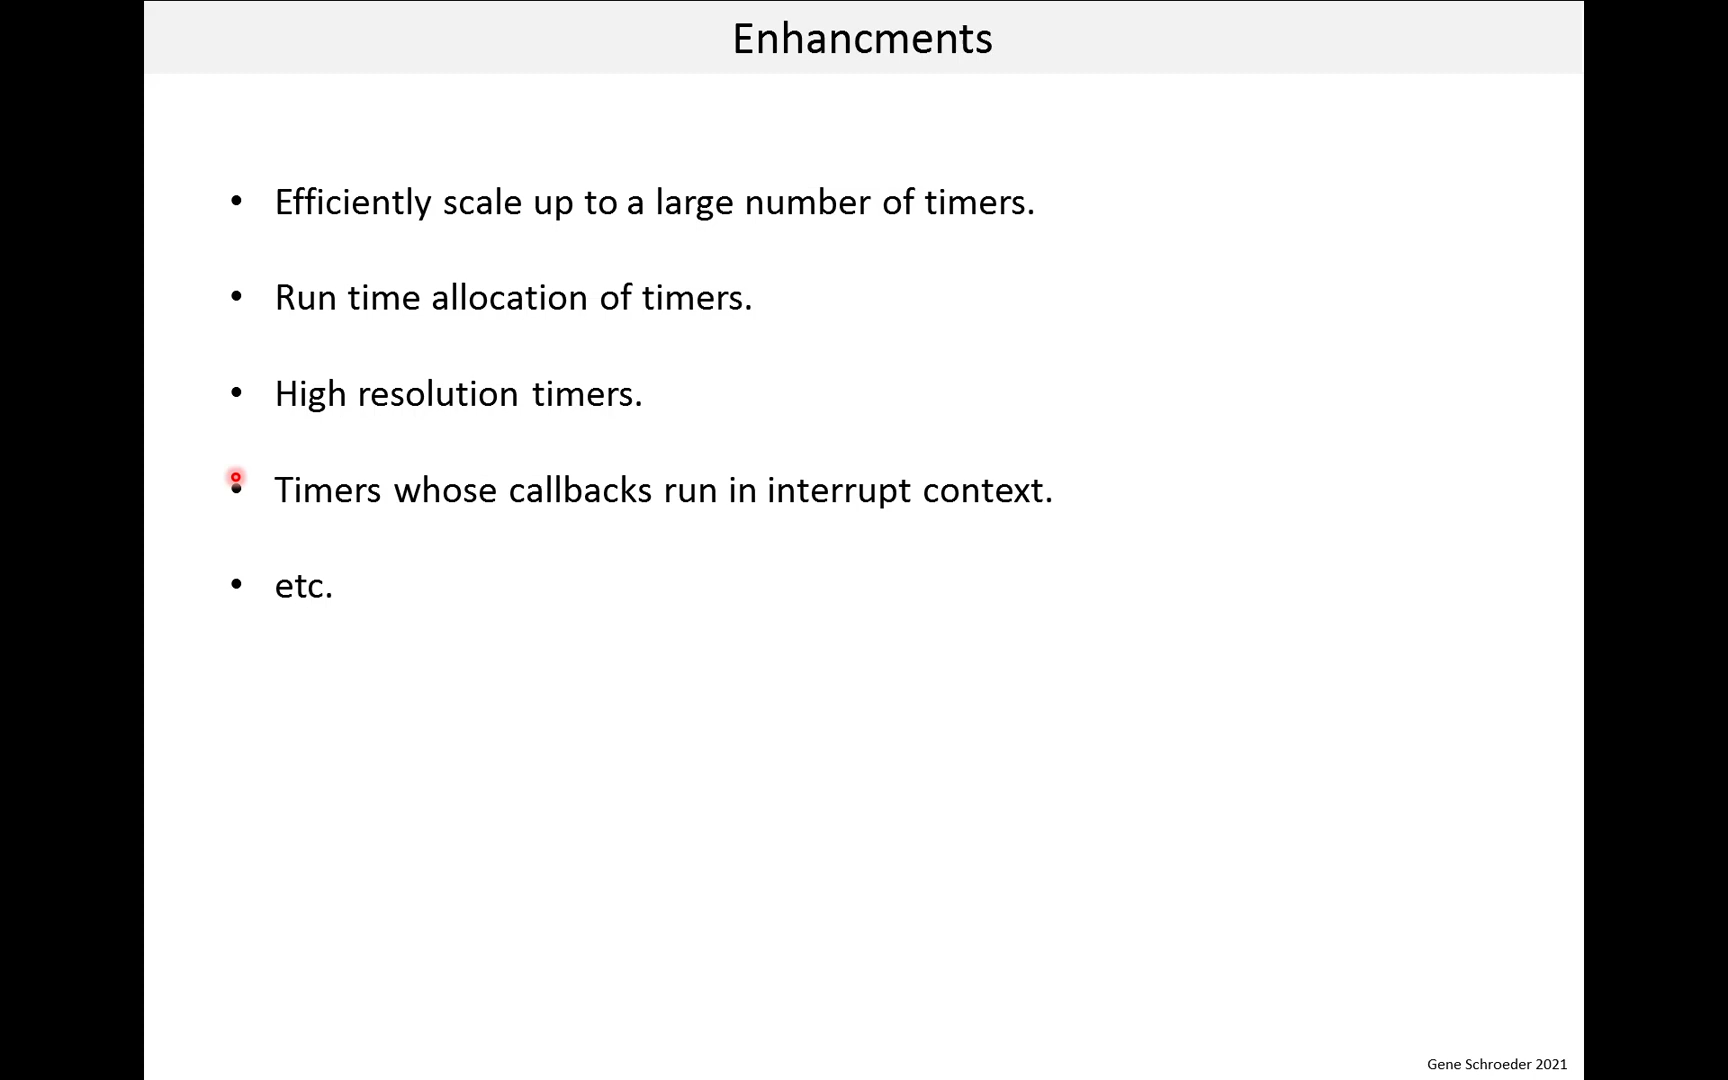 Enhancments
• Efficiently scale up to a large number of timers.
• Run time allocation of timers.
• High resolution timers.
• Timers whose callbacks run in interrupt context.
• etc.
Gene Schroeder 2021